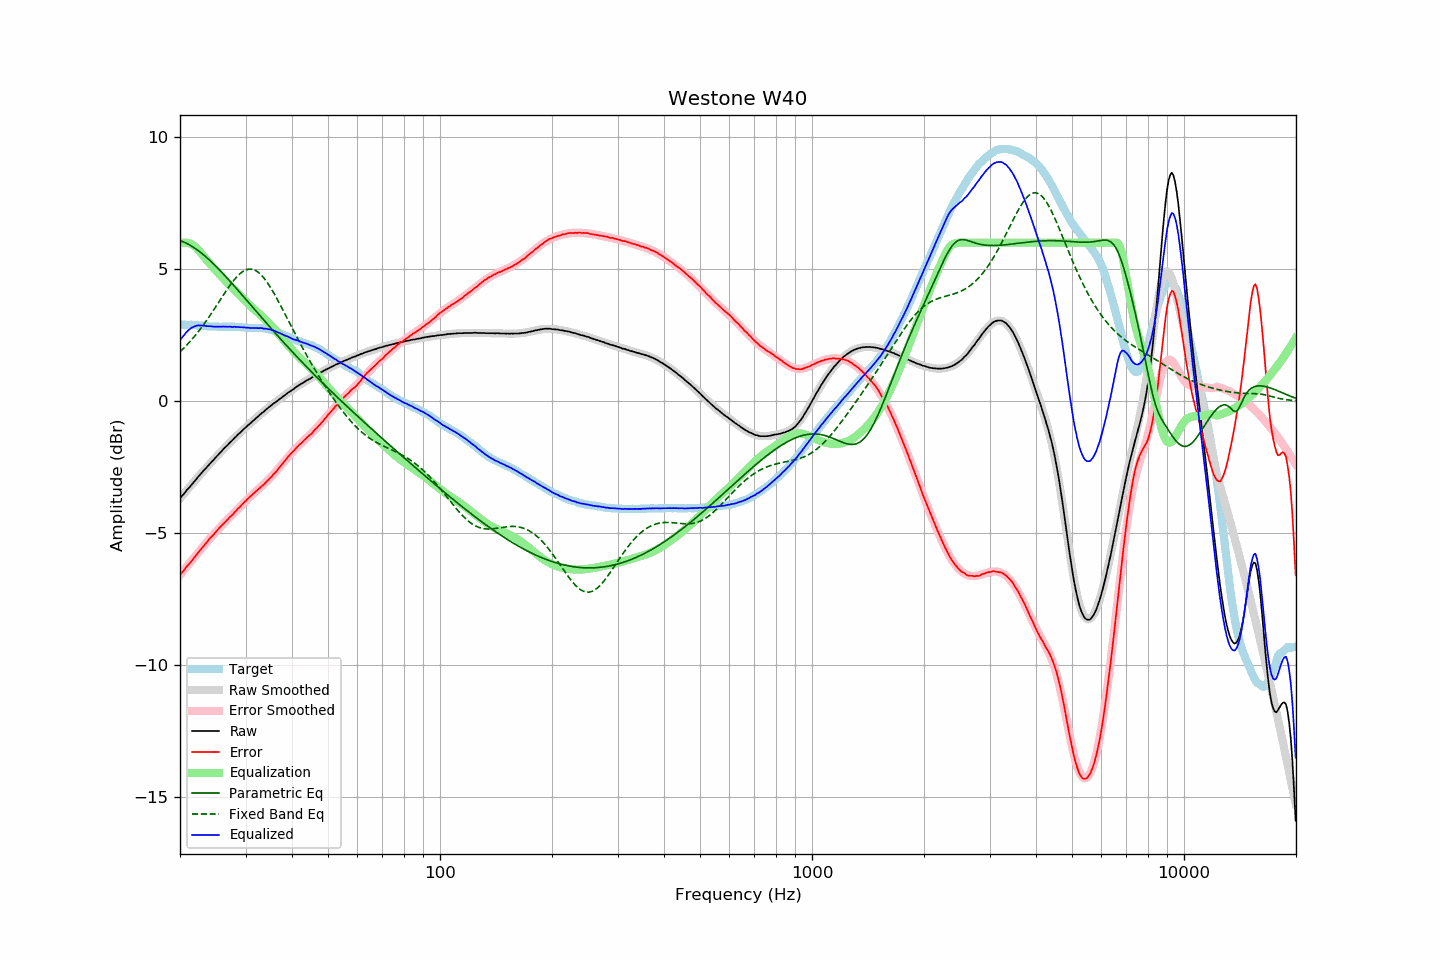 Westone W40
Amplitude (dBr)
10
5
0
−5
−10
−15
Target
Raw Smoothed
Error Smoothed
Raw
Error
Equalization
Parametric Eq
Fixed Band Eq
Equalized
100
1000
10000
Frequency (Hz)